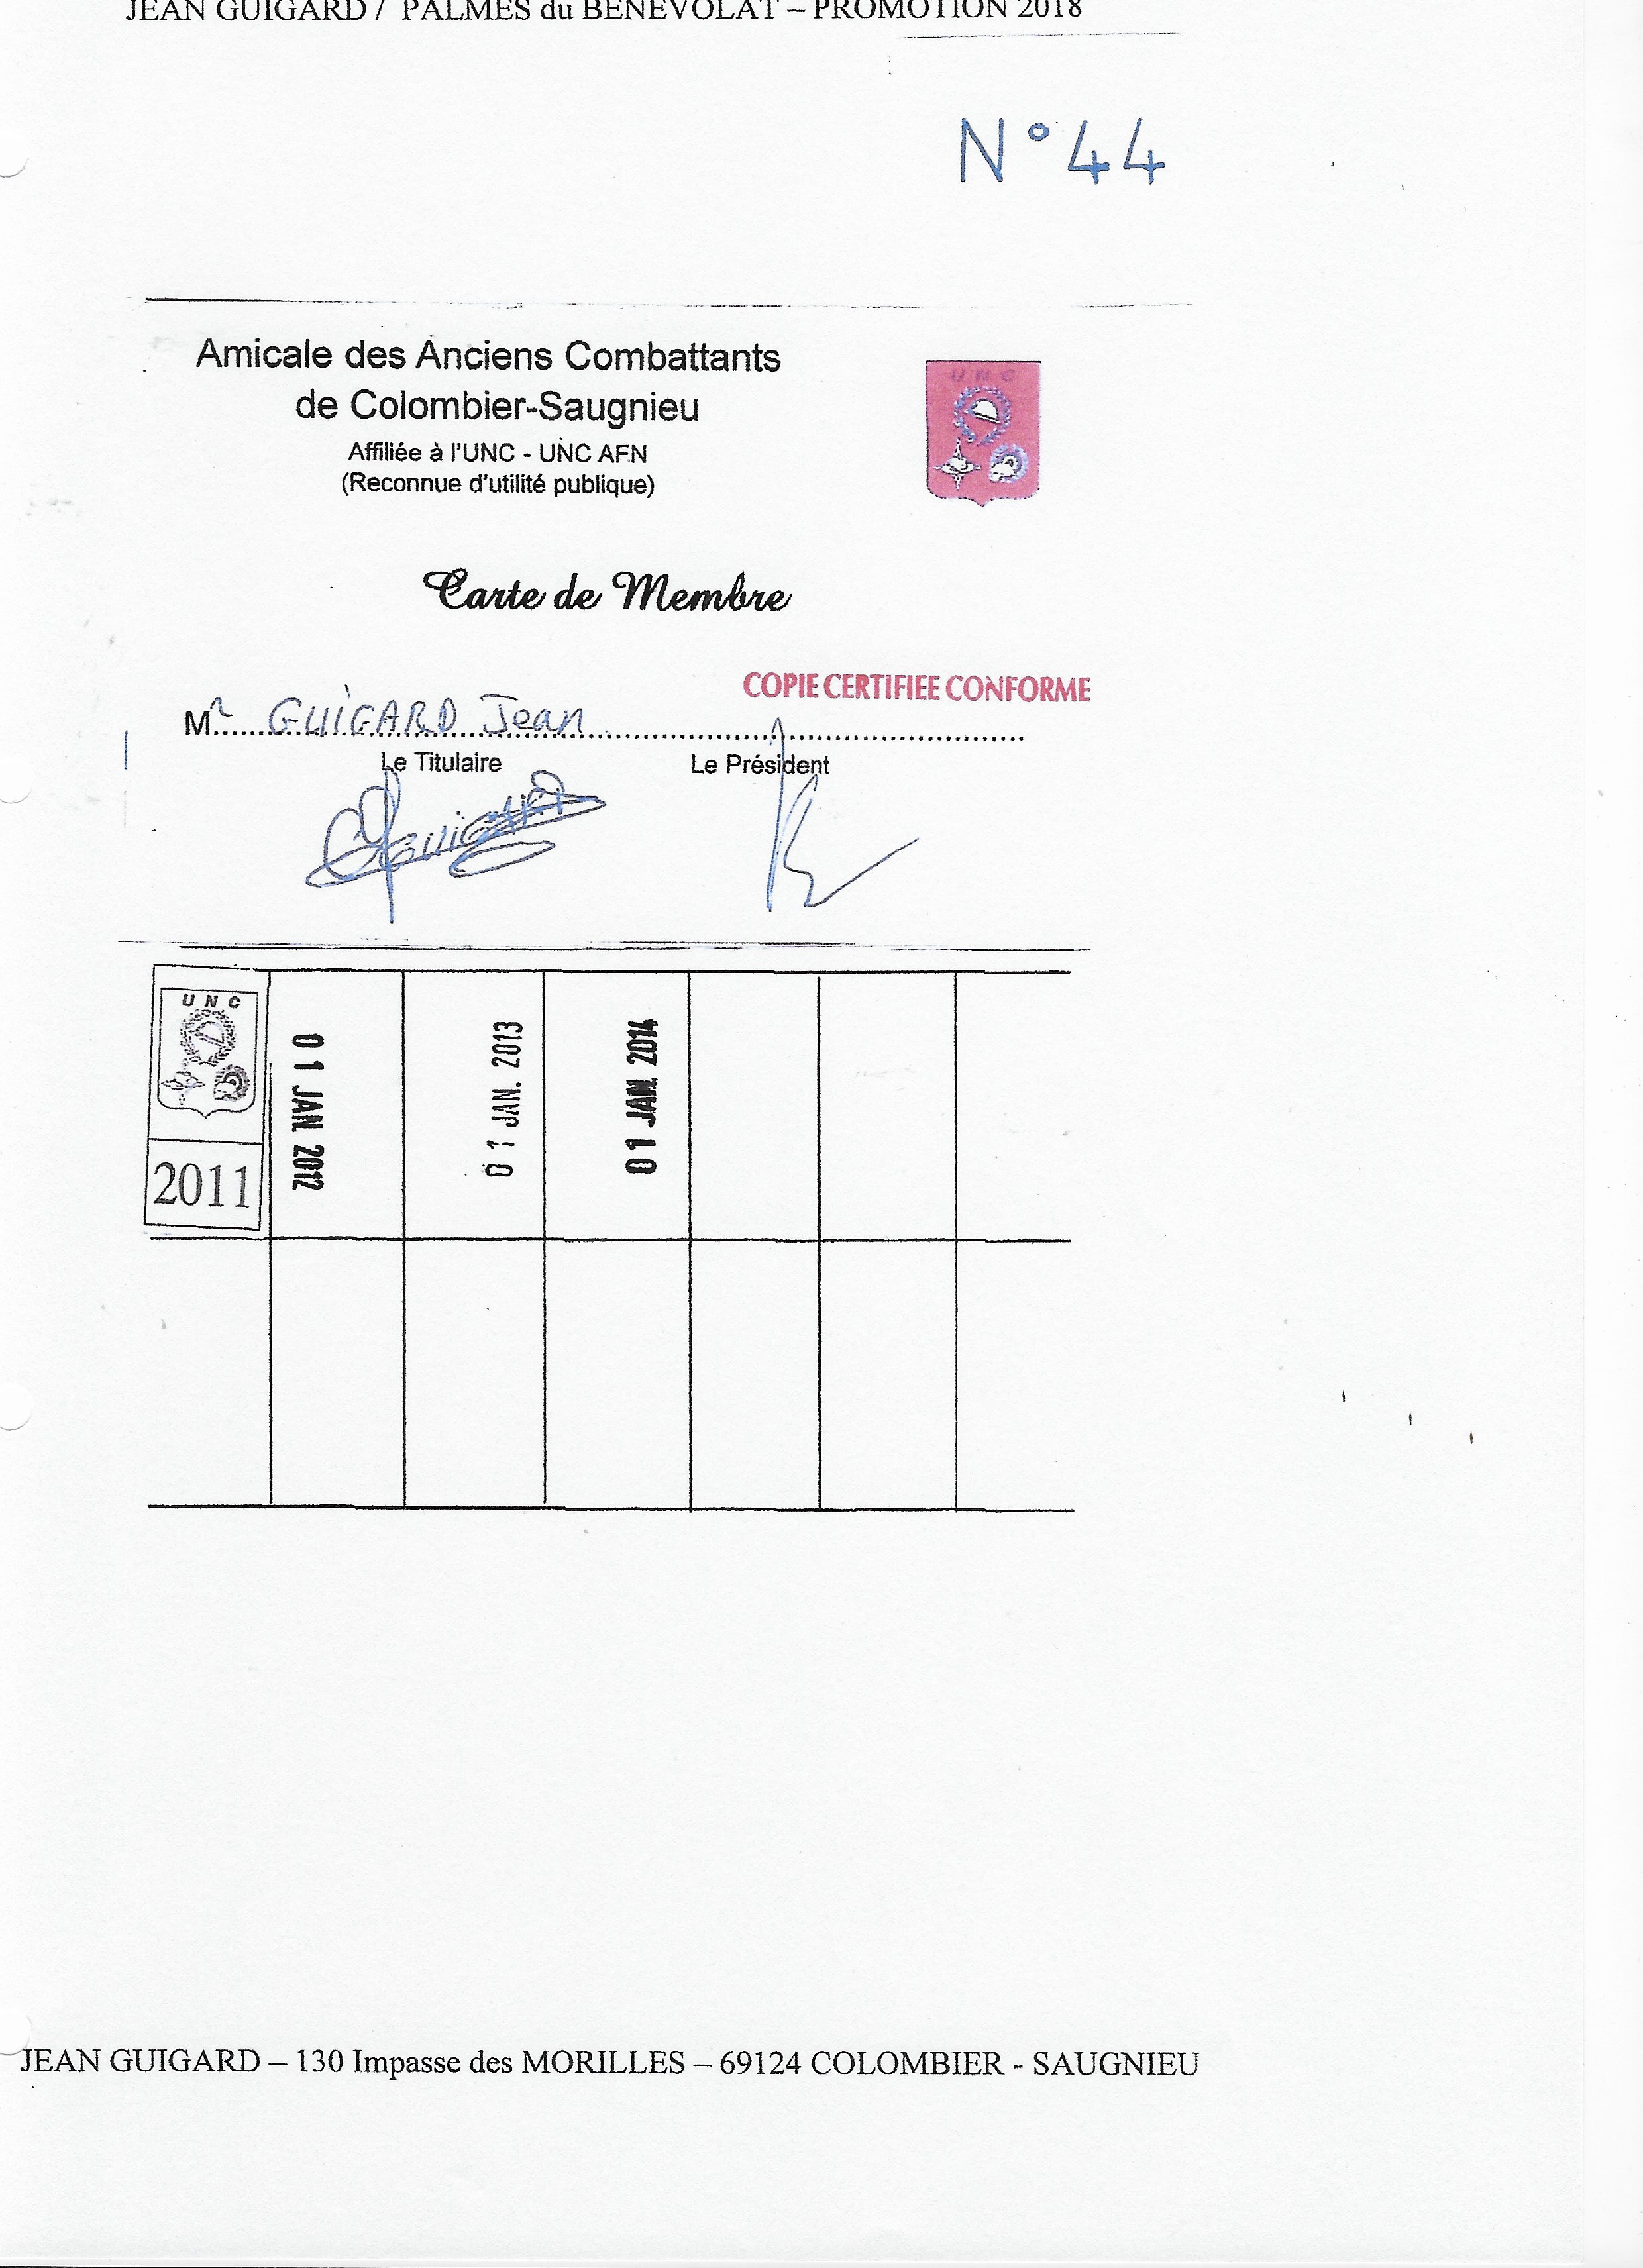 JEAN GUIGARD / PALMES du BENEVOLAT – PROMOTION 2018
N°44
Amicale des Anciens Combattants
de Colombier-Saugnieu
Affiliée à l'UNC - UNC AFN
(Reconnue d'utilité publique)
UNC
Carte de Membre
COPIE CERTIFIEE CONFORME
Mr GUIGARD Jean
Le Titulaire Le Président
Guigard
UNC
2011
01 JAN 2012
01 JAN. 2013
01 JAN. 2014
JEAN GUIGARD – 130 Impasse des MORILLES – 69124 COLOMBIER - SAUGNIEU